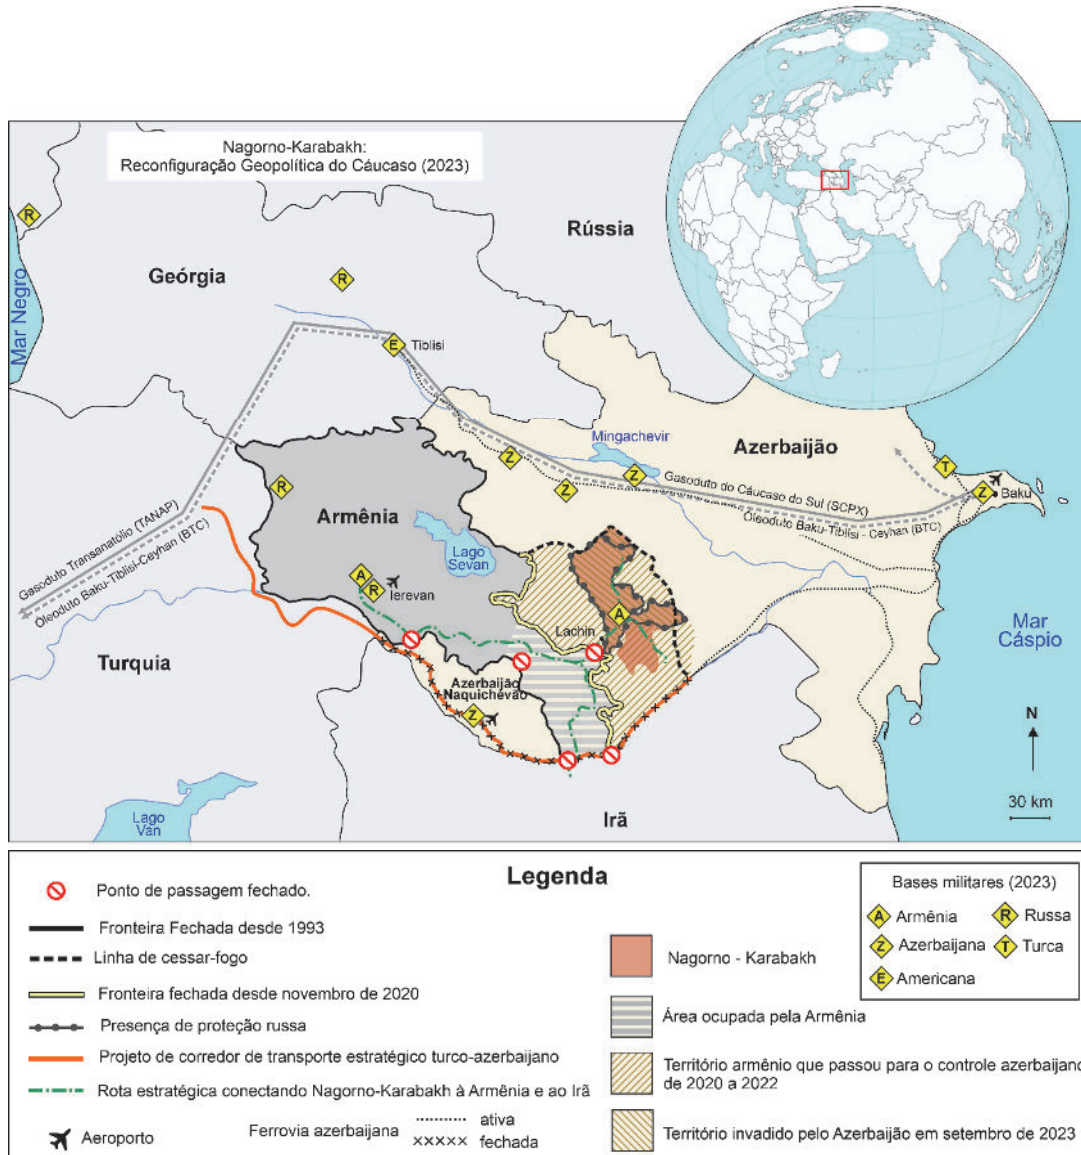 Nagorno-Karabakh:
Reconfiguração Geopolítica do Cáucaso (2023)
R
Rússia
Mar Negro
Geórgia
R
E
Tiblisi
Mingachevir
Azerbaijão
Z
Z
Z
T
Z
Baku
Gasoduto do Cáucaso do Sul (SCPX)
Óleoduto Baku-Tiblisi - Ceyhan (BTC)
R
Armênia
Lago
Sevan
Gasoduto Transanatólio (TANAP)
Óleoduto Baku-Tiblisi-Ceyhan (BTC)
A
R
Ierevan
A
Lachin
Mar
Cáspio
Turquia
Azerbaijão
Naquichevão
Z
N
30 km
Irã
Lago
Van
Legenda
Ponto de passagem fechado.
Fronteira Fechada desde 1993
Linha de cessar-fogo
Fronteira fechada desde novembro de 2020
Presença de proteção russa
Projeto de corredor de transporte estratégico turco-azerbaijano
Rota estratégica conectando Nagorno-Karabakh à Armênia e ao Irã
Aeroporto
Ferrovia azerbaijana
ativa
fechada
Nagorno - Karabakh
Área ocupada pela Armênia
Território armênio que passou para o controle azerbaijano
de 2020 a 2022
Território invadido pelo Azerbaijão em setembro de 2023
Bases militares (2023)
A Armênia
R Russa
Z Azerbaijana
T Turca
E Americana